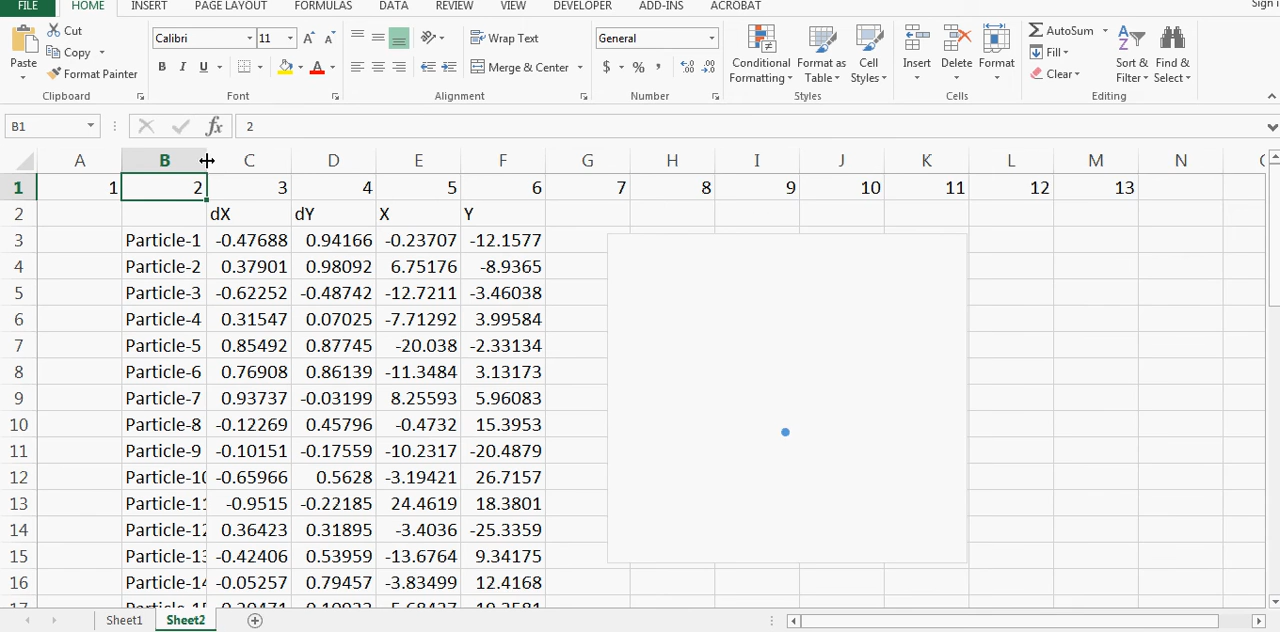 FILE HOME INSERT PAGE LAYOUT FORMULAS DATA REVIEW VIEW DEVELOPER ADD-INS ACROBAT Sign
Paste Cut Copy Format Painter
Calibri 11
B I U
Wrap Text
Merge & Center
General
$ % ,
Conditional Formatting Format as Table Cell Styles
Insert Delete Format
AutoSum Fill Clear
Sort & Filter Find & Select
Clipboard Font Alignment Number Styles Cells Editing
B1 fx 2
A B C D E F G H I J K L M N
1 1 2 3 4 5 6 7 8 9 10 11 12 13
2 dX dY X Y
3 Particle-1 -0.47688 0.94166 -0.23707 -12.1577
4 Particle-2 0.37901 0.98092 6.75176 -8.9365
5 Particle-3 -0.62252 -0.48742 -12.7211 -3.46038
6 Particle-4 0.31547 0.07025 -7.71292 3.99584
7 Particle-5 0.85492 0.87745 -20.038 -2.33134
8 Particle-6 0.76908 0.86139 -11.3484 3.13173
9 Particle-7 0.93737 -0.03199 8.25593 5.96083
10 Particle-8 -0.12269 0.45796 -0.4732 15.3953
11 Particle-9 -0.10151 -0.17559 -10.2317 -20.4879
12 Particle-10 -0.65966 0.5628 -3.19421 26.7157
13 Particle-11 -0.9515 -0.22185 24.4619 18.3801
14 Particle-12 0.36423 0.31895 -3.4036 -25.3359
15 Particle-13 -0.42406 0.53959 -13.6764 9.34175
16 Particle-14 -0.05257 0.79457 -3.83499 12.4168
Sheet1 Sheet2